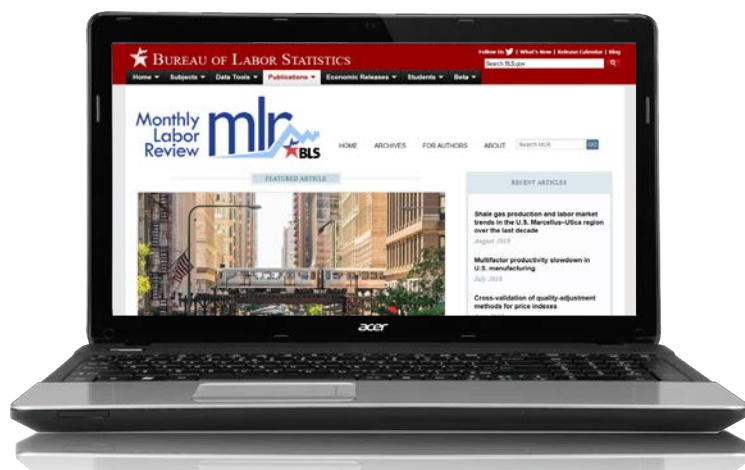 BUREAU OF LABOR STATISTICS
Follow Us | What's New | Release Calendar | Blog
Search BLS.gov
Home Subjects Data Tools Publications Economic Releases Students Beta
Monthly
Labor
Review
mlr
BLS
HOME ARCHIVES FOR AUTHORS ABOUT Search MLR GO
FEATURED ARTICLE
RECENT ARTICLES
Shale gas production and labor market
trends in the U.S. Marcellus–Utica region
over the last decade
August 2018
Multifactor productivity slowdown in
U.S. manufacturing
July 2018
Cross-validation of quality-adjustment
methods for price indexes
acer